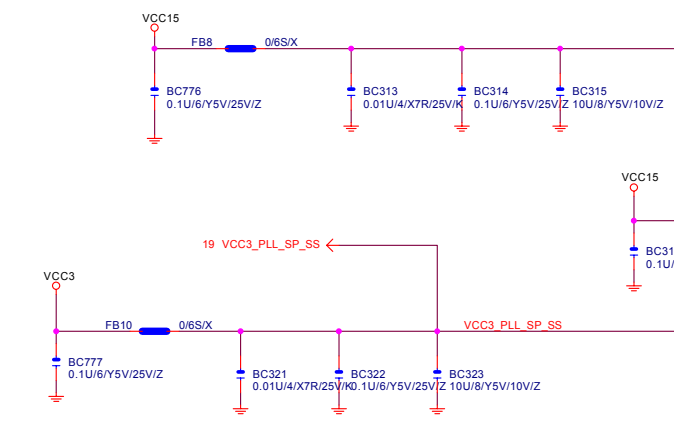 VCC15
FB8 0/6S/X
BC776
0.1U/6/Y5V/25V/Z
BC313
0.01U/4/X7R/25V/K
BC314
0.1U/6/Y5V/25V/Z
BC315
10U/8/Y5V/10V/Z
VCC15
BC31
0.1U/
19 VCC3_PLL_SP_SS
VCC3
FB10 0/6S/X
VCC3_PLL_SP_SS
BC777
0.1U/6/Y5V/25V/Z
BC321
0.01U/4/X7R/25V/K
BC322
0.1U/6/Y5V/25V/Z
BC323
10U/8/Y5V/10V/Z